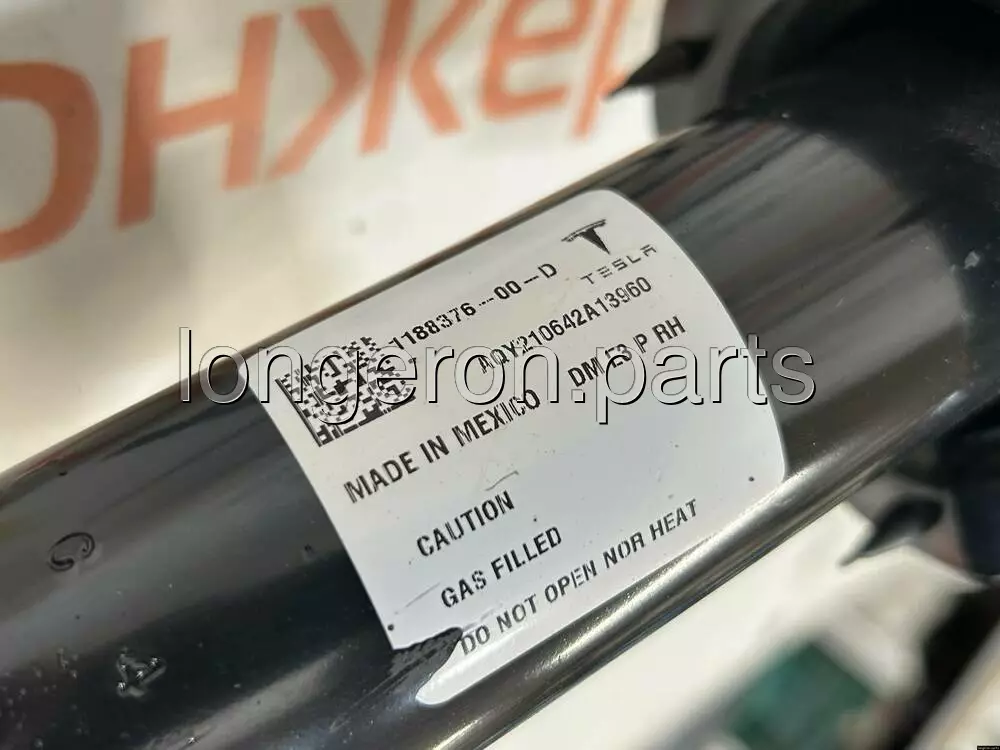 ОНЖА
TESLA
1188376-00-D
AQY210642A13960
MADE IN MEXICO DM E3 P RH
CAUTION
GAS FILLED
DO NOT OPEN NOR HEAT
longeron.parts